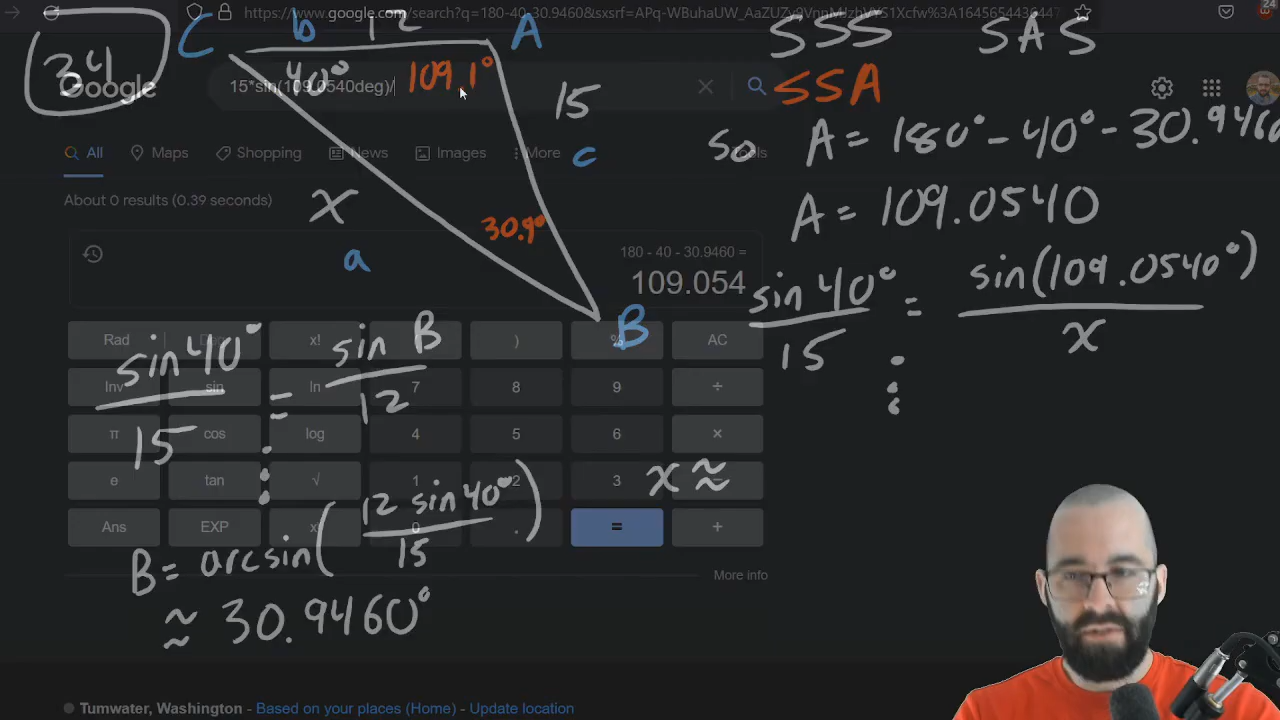 https://www.google.com/search?q=180-40-30.9460&sxsrf=APq-WBuhaUW_
34
C b 12 A
SSS SAS
Google
40°
109.1°
15*sin(109.0540deg)/
15
SSA
so A = 180° - 40° - 30.9460
All Maps Shopping News Images More Tools
c
About 0 results (0.39 seconds)
x
30.9°
A = 109.0540
a
180 - 40 - 30.9460 =
109.054
sin 40° = sin(109.0540°)
15 x
B
Rad x! ) % AC
sin 40° = sin B
15 12
Inv sin ln 7 8 9 ÷
π cos log 4 5 6 ×
e tan √ 1 2 3
x ≈
Ans EXP 0 . = +
B = arcsin(12 sin 40°)
15
More info
≈ 30.9460°
Tumwater, Washington - Based on your places (Home) - Update location